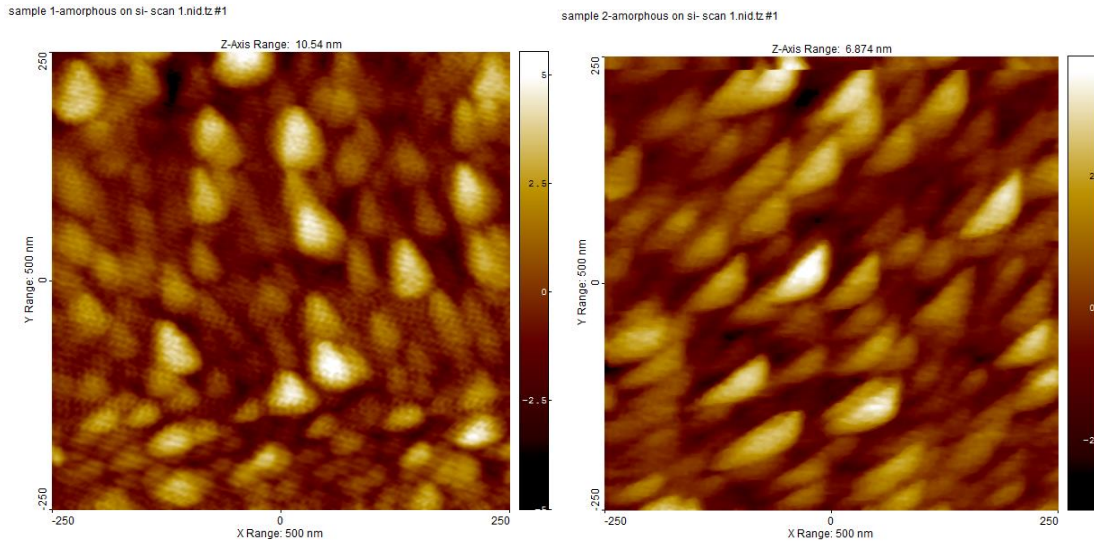 sample 1-amorphous on si- scan 1.nid.tz #1
Z-Axis Range: 10.54 nm
250
Y Range: 500 nm
0
-250
-250
0
250
X Range: 500 nm
5
2.5
0
-2.5
-5
sample 2-amorphous on si- scan 1.nid.tz #1
Z-Axis Range: 6.874 nm
250
Y Range: 500 nm
0
-250
-250
0
250
X Range: 500 nm
2
0
-2